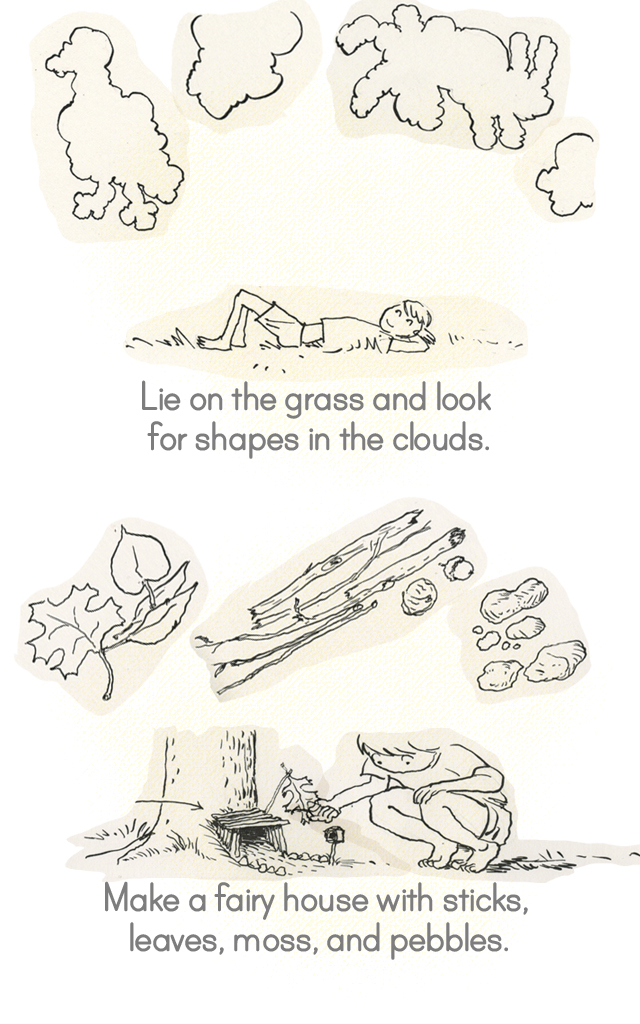 Lie on the grass and look
for shapes in the clouds.
Make a fairy house with sticks,
leaves, moss, and pebbles.